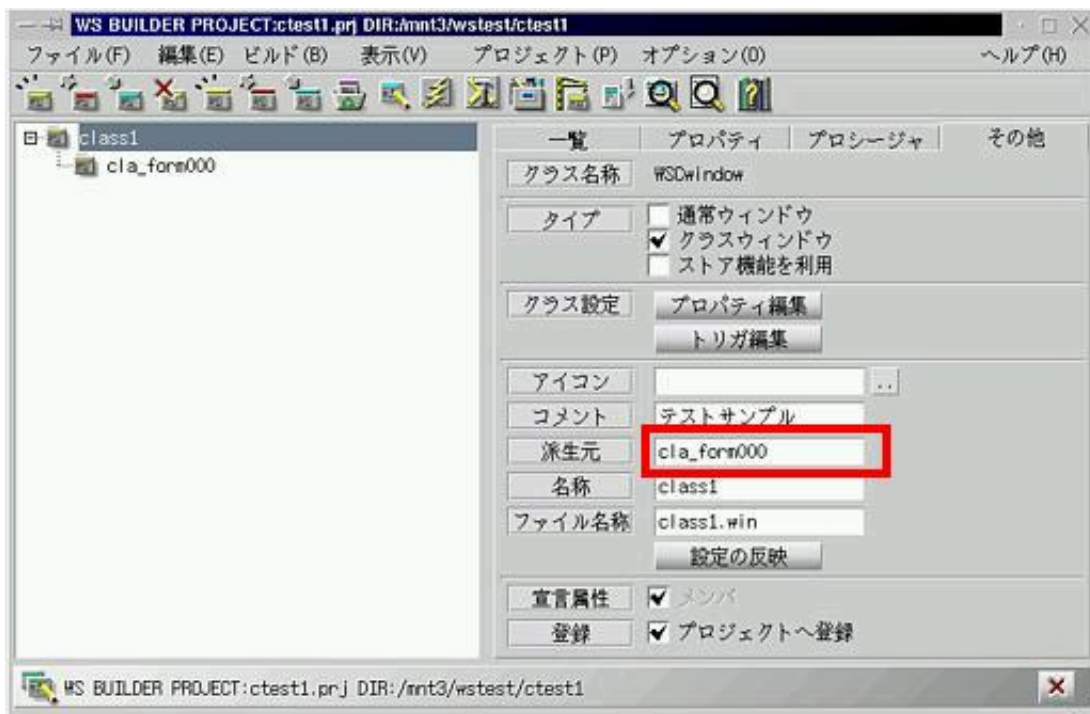 WS BUILDER PROJECT:ctest1.prj DIR:/mnt3/wstest/ctest1
ファイル(F) 編集(E) ビルド(B) 表示(V) プロジェクト(P) オプション(O) ヘルプ(H)
class1
cla_form000
一覧 プロパティ プロシージャ その他
クラス名称 WSCwindow
タイプ 通常ウィンドウ
クラスウィンドウ
ストア機能を利用
クラス設定 プロパティ編集
トリガ編集
アイコン ..
コメント テストサンプル
派生元 cla_form000
名称 class1
ファイル名称 class1.win
設定の反映
宣言属性 メンバ
登録 プロジェクトへ登録
WS BUILDER PROJECT:ctest1.prj DIR:/mnt3/wstest/ctest1